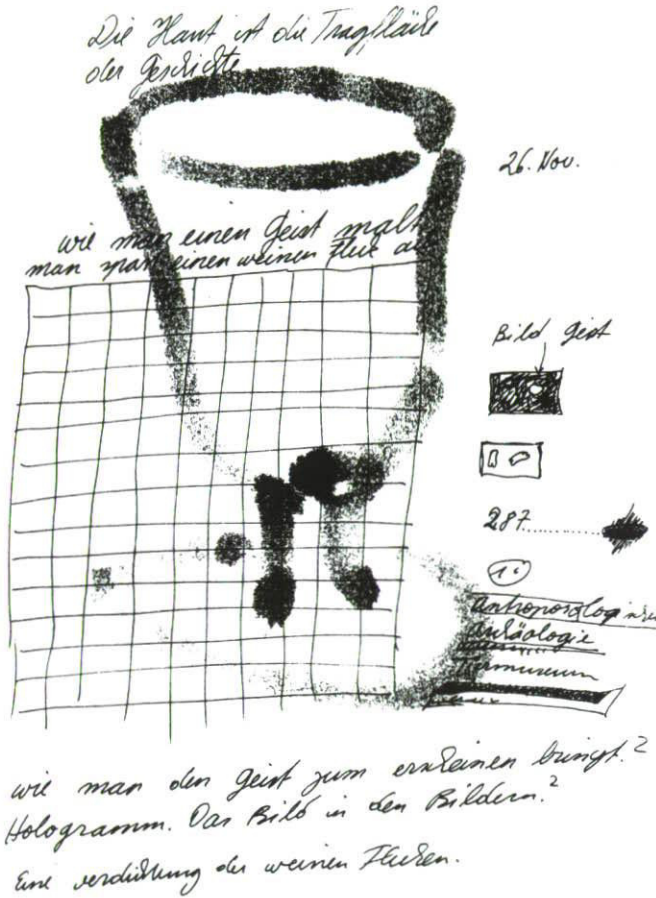 Die Haut ist die Tragfläche
der Geschichte
26. Nov.
wie man einen Geist malt
man spart einen weissen Fleck
Bild geist
287
anthropologische
Archäologie
wie man den Geist zum erscheinen bringt.²
Hologramm. Das Bild in den Bildern.²
Eine verdichtung der weissen Flecken.